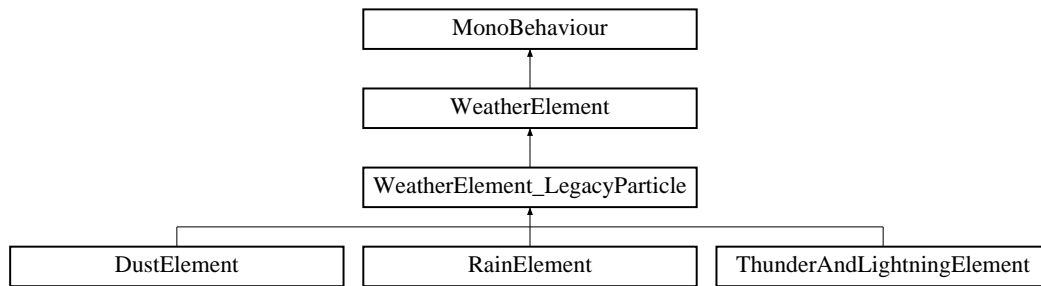 MonoBehaviour
WeatherElement
WeatherElement_LegacyParticle
DustElement
RainElement
ThunderAndLightningElement